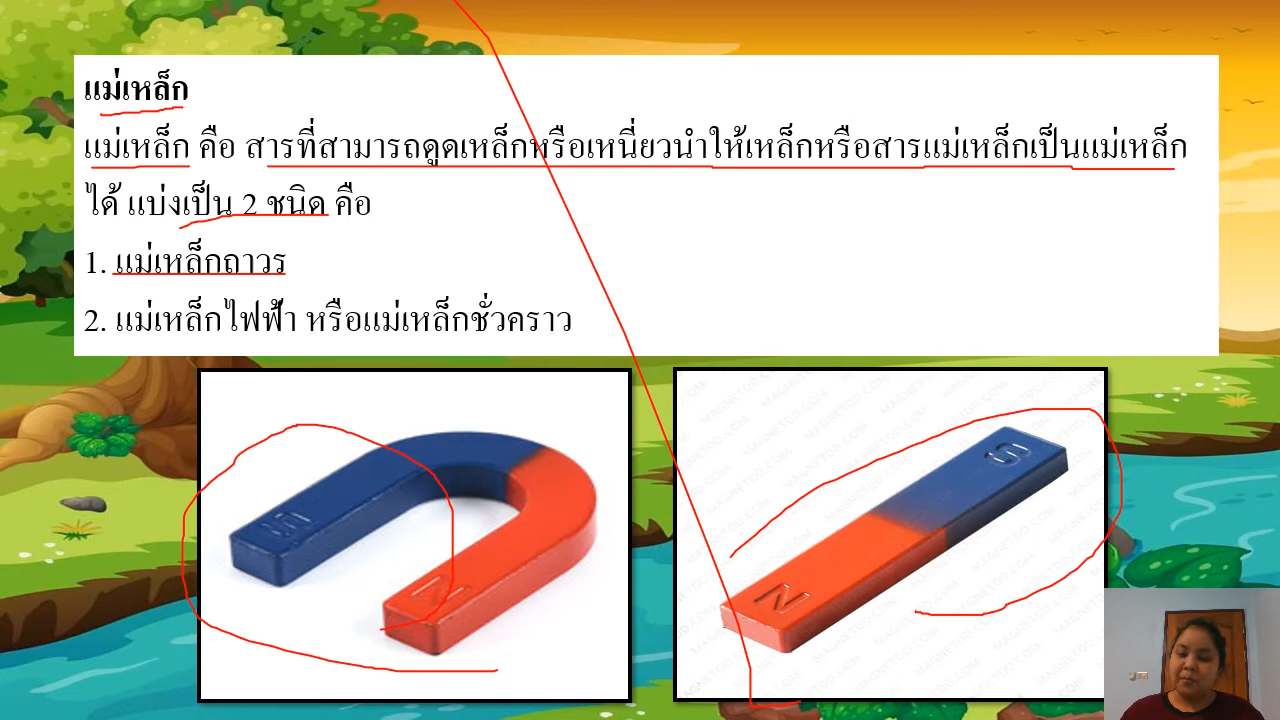 แม่เหล็ก
แม่เหล็ก คือ สารที่สามารถดูดเหล็กหรือเหนี่ยวนำให้เหล็กหรือสารแม่เหล็กเป็นแม่เหล็ก
ได้ แบ่งเป็น 2 ชนิด คือ
1. แม่เหล็กถาวร
2. แม่เหล็กไฟฟ้า หรือแม่เหล็กชั่วคราว
S
N
S
N